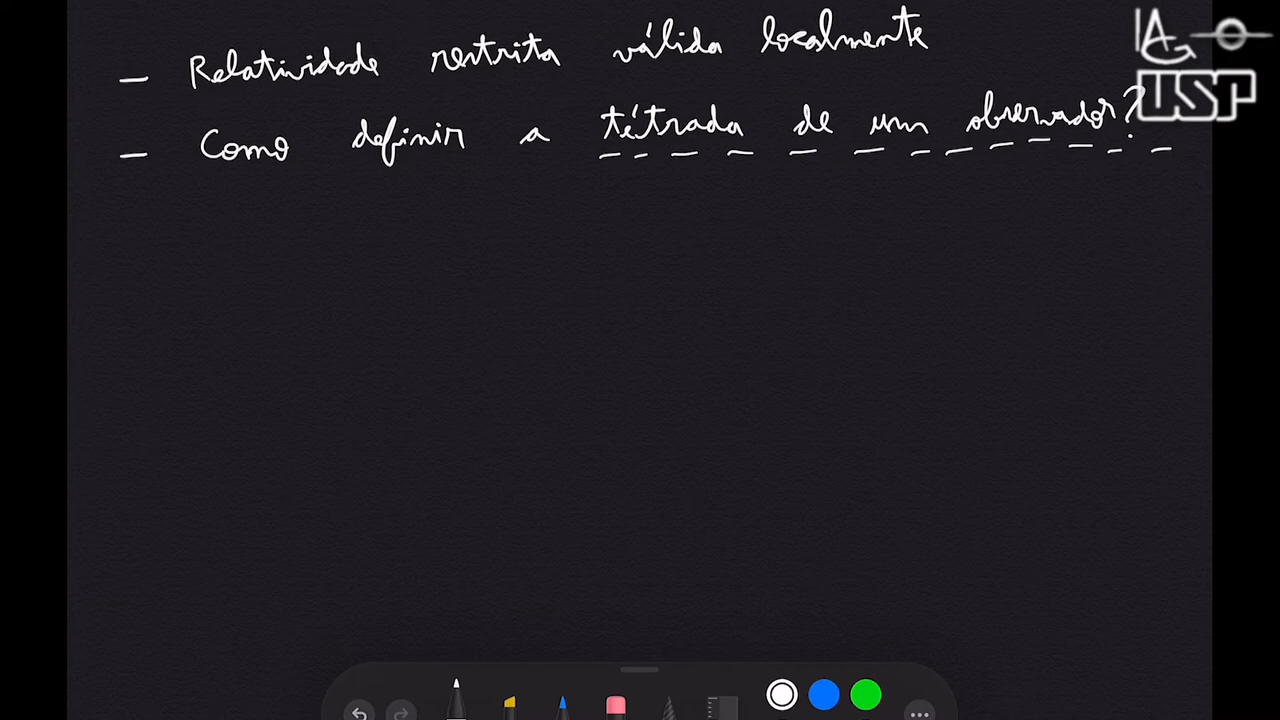 – Relatividade restrita válida localmente
– Como definir a tétrada de um observador?
IAG
USP